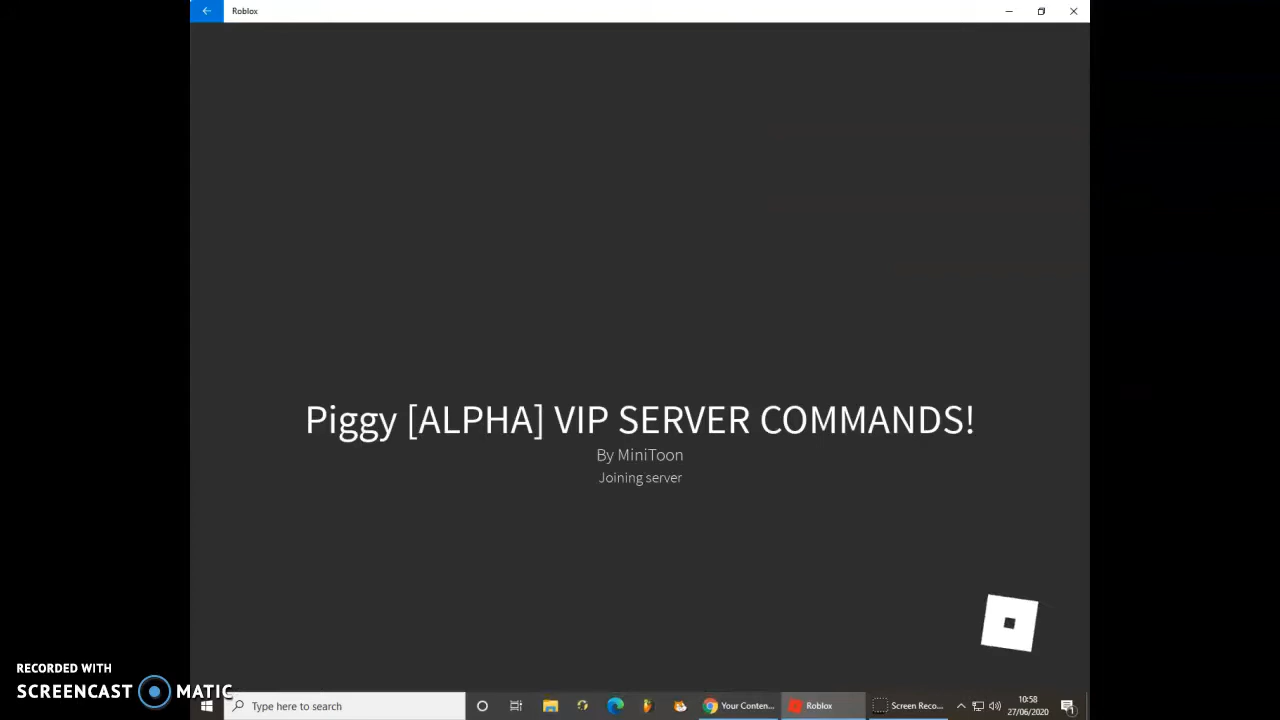 Roblox
Piggy [ALPHA] VIP SERVER COMMANDS!
By MiniToon
Joining server
RECORDED WITH
SCREENCAST MATIC
Type here to search
Your Conten...
Roblox
Screen Reco...
10:58
27/06/2020
1